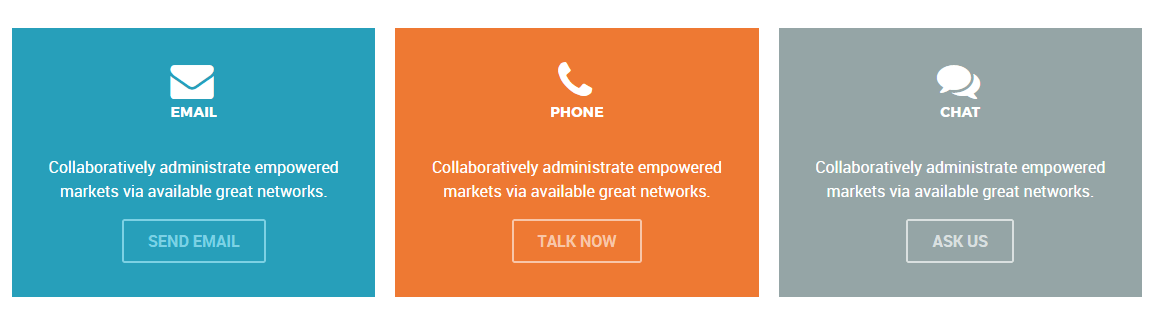 EMAIL
Collaboratively administrate empowered
markets via available great networks.
SEND EMAIL
PHONE
Collaboratively administrate empowered
markets via available great networks.
TALK NOW
CHAT
Collaboratively administrate empowered
markets via available great networks.
ASK US